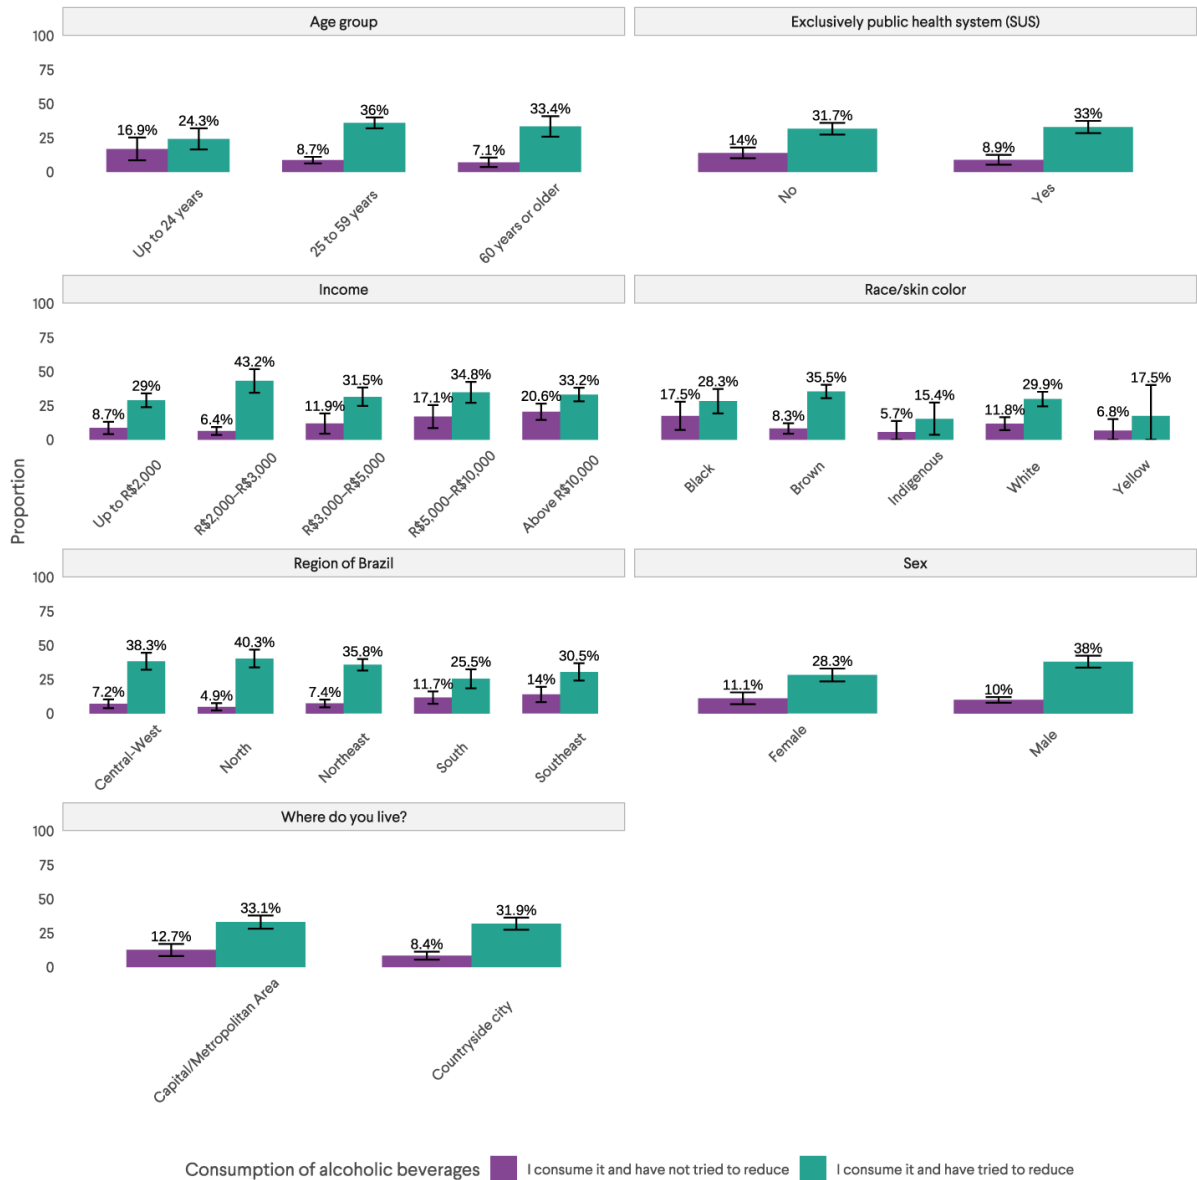 Age group
Exclusively public health system (SUS)
100
75
50
25
0
16.9% 24.3% 8.7% 36% 7.1% 33.4%
14% 31.7% 8.9% 33%
Up to 24 years
25 to 59 years
60 years or older
No
Yes
Income
Race/skin color
100
75
50
25
0
8.7% 29% 6.4% 43.2% 11.9% 31.5% 17.1% 34.8% 20.6% 33.2%
17.5% 28.3% 8.3% 35.5% 5.7% 15.4% 11.8% 29.9% 6.8% 17.5%
Up to R$2,000
R$2,000–R$3,000
R$3,000–R$5,000
R$5,000–R$10,000
Above R$10,000
Black
Brown
Indigenous
White
Yellow
Proportion
Region of Brazil
Sex
100
75
50
25
0
7.2% 38.3% 4.9% 40.3% 7.4% 35.8% 11.7% 25.5% 14% 30.5%
11.1% 28.3% 10% 38%
Central-West
North
Northeast
South
Southeast
Female
Male
Where do you live?
100
75
50
25
0
12.7% 33.1% 8.4% 31.9%
Capital/Metropolitan Area
Countryside city
Consumption of alcoholic beverages I consume it and have not tried to reduce I consume it and have tried to reduce